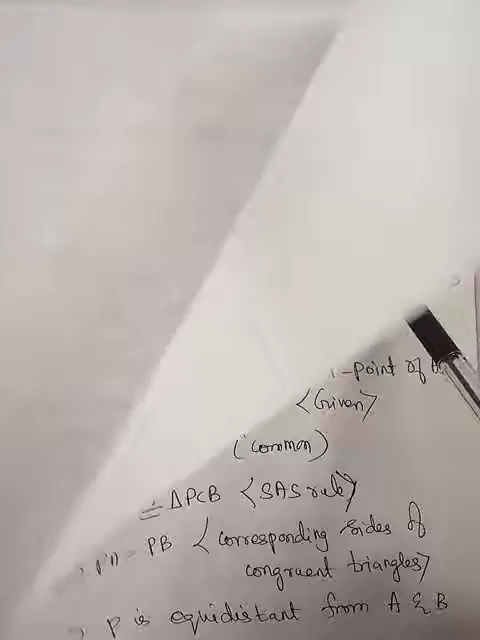 -point of
<Given>
(common)
≅ ΔPCB <SAS rule>
= PB <corresponding sides of
congruent triangles>
P is equidistant from A & B